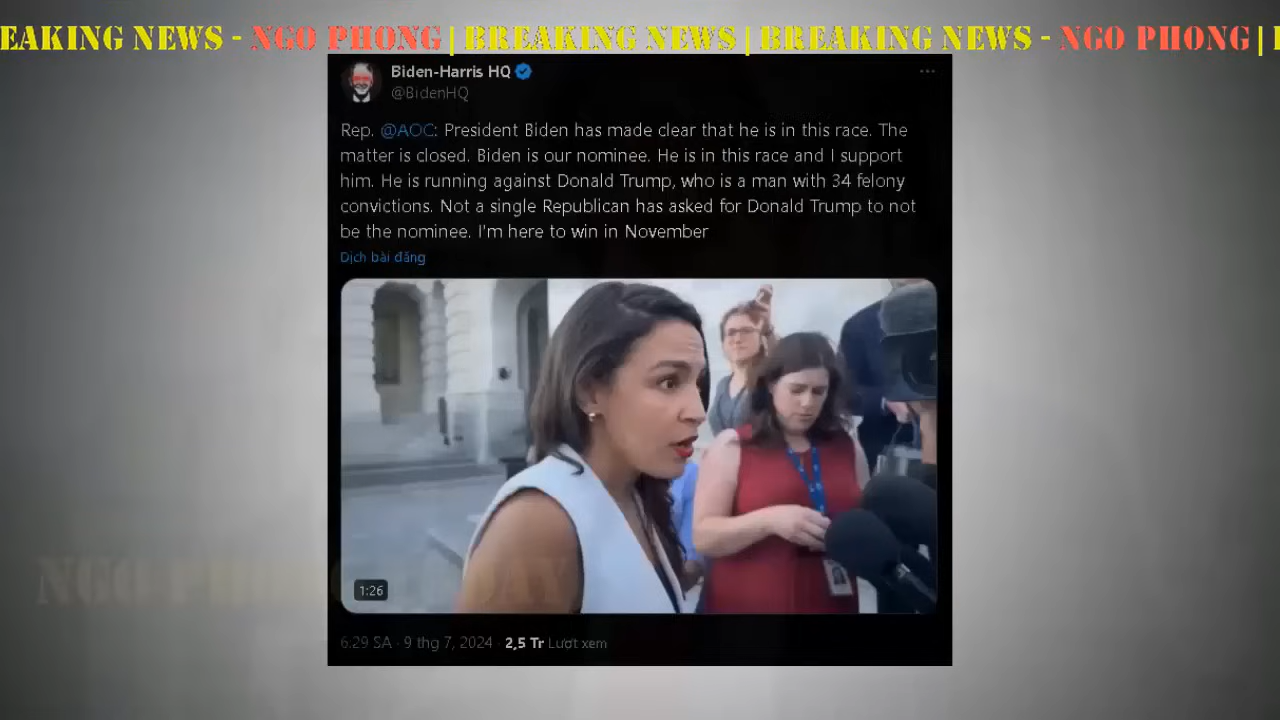 EAKING NEWS - NGO PHONG | BREAKING NEWS | BREAKING NEWS - NGO PHONG |
Biden-Harris HQ
@BidenHQ
Rep. @AOC: President Biden has made clear that he is in this race. The
matter is closed. Biden is our nominee. He is in this race and I support
him. He is running against Donald Trump, who is a man with 34 felony
convictions. Not a single Republican has asked for Donald Trump to not
be the nominee. I'm here to win in November
Dịch bài đăng
1:26
6:29 SA · 9 thg 7, 2024 · 2,5 Tr Lượt xem